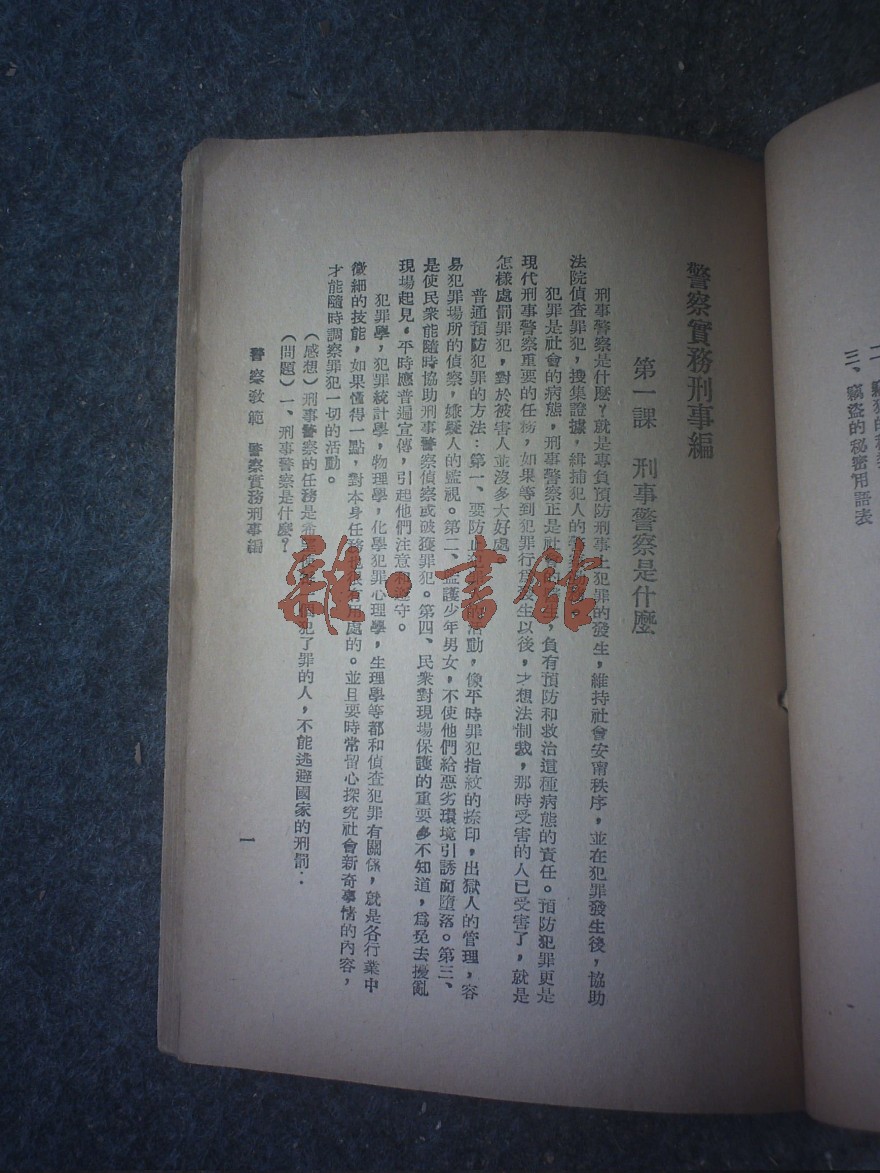 警察實務刑事編
第一課 刑事警察是什麼
刑事警察是什麼?就是專負預防刑事上犯罪的發生,維持社會安甯秩序,並在犯罪發生後,協助
法院偵查罪犯,搜集證據,緝捕犯人的
犯罪是社會的病態,刑事警察正是社會的 負有預防和救治這種病態的責任。預防犯罪更是
現代刑事警察重要的任務,如果等到犯罪行為 生以後,才想法制裁,那時受害的人已受害了,就是
怎樣處罰罪犯,對於被害人並沒多大好處
普通預防犯罪的方法:第一、要防止 活動,像平時罪犯指紋的捺印,出獄人的管理,容
易犯罪場所的偵察,嫌疑人的監視。第二、監護少年男女,不使他們給惡劣環境引誘而墮落。第三、
是使民衆能隨時協助刑事警察偵察或破獲罪犯。第四、民衆對現場保護的重要多不知道,爲免去擾亂
現場起見,平時應普遍宣傳,引起他們注意 守。
犯罪學,犯罪統計學,物理學,化學犯罪心理學,生理學等都和偵查犯罪有關係,就是各行業中
微細的技能,如果懂得一點,對本身任務 用處的。並且要時常留心探究社會新奇事情的內容,
才能隨時調察罪犯一切的活動。
(感想)刑事警察的任務是希 犯了罪的人,不能逃避國家的刑罰:.
(問題)一、刑事警察是什麼?
警察教範 警察實務刑事編
一
三、竊盜的秘密用語表
雜·書館